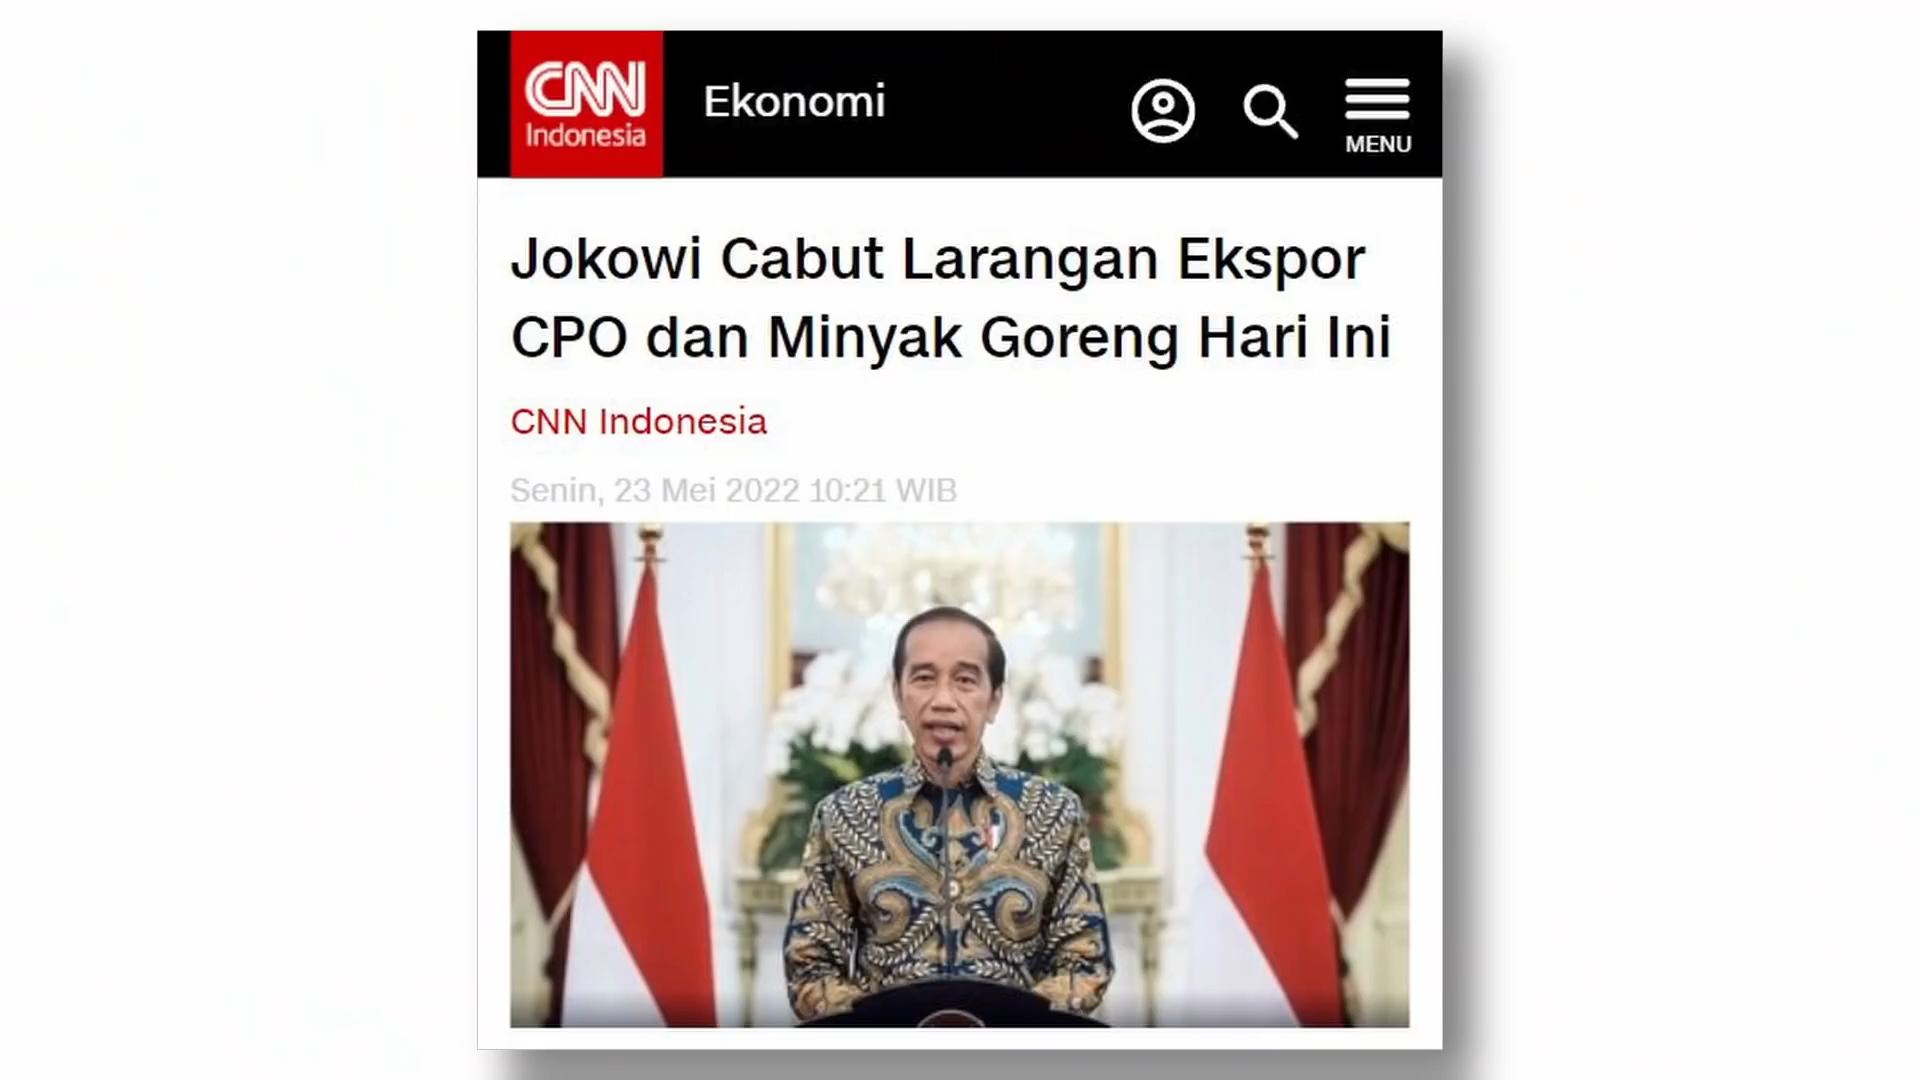 CNN
Indonesia
Ekonomi
MENU
Jokowi Cabut Larangan Ekspor
CPO dan Minyak Goreng Hari Ini
CNN Indonesia
Senin, 23 Mei 2022 10:21 WIB